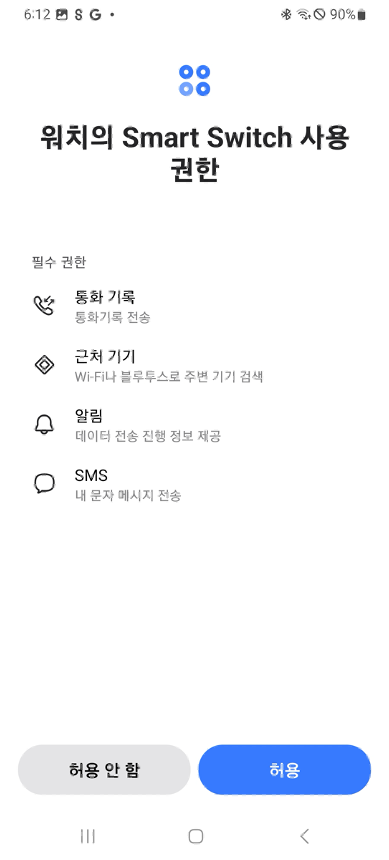 6:12 S G • 90%
워치의 Smart Switch 사용
권한
필수 권한
통화 기록
통화기록 전송
근처 기기
Wi-Fi나 블루투스로 주변 기기 검색
알림
데이터 전송 진행 정보 제공
SMS
내 문자 메시지 전송
허용 안 함
허용